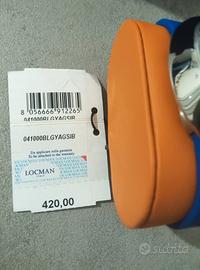 8 056666 912265
041000BLGYAGSIB
041000BLGYAGSIB
Da applicare sulla garanzia
To be attached to the warranty
LOCMAN
ITALY
420,00
subito